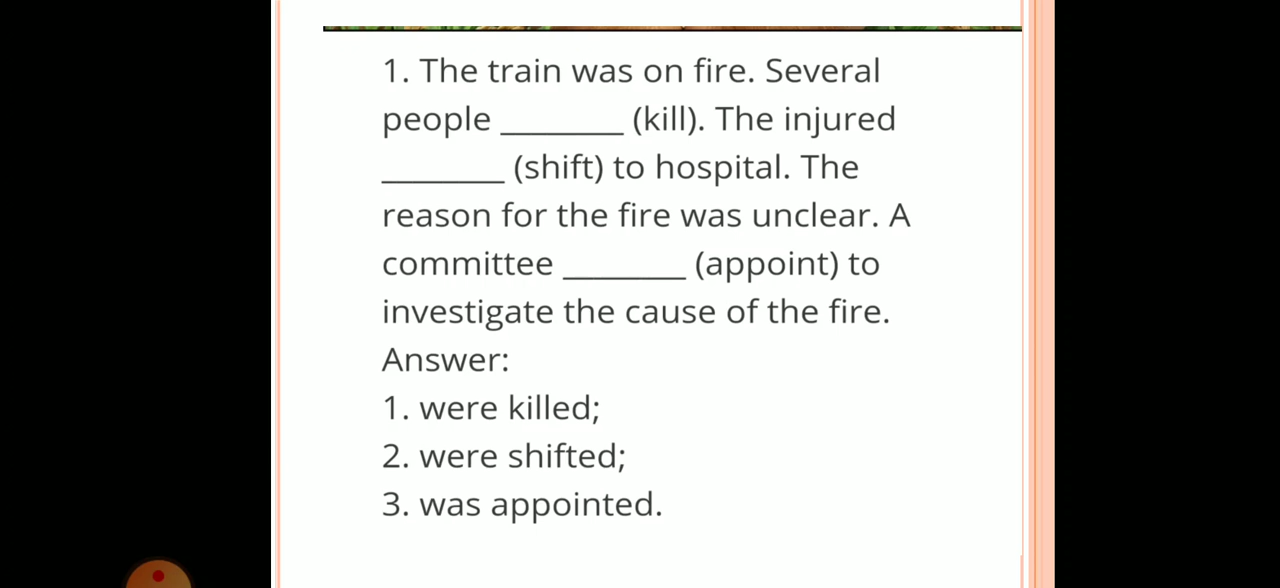 1. The train was on fire. Several
people ________ (kill). The injured
________ (shift) to hospital. The
reason for the fire was unclear. A
committee ________ (appoint) to
investigate the cause of the fire.
Answer:
1. were killed;
2. were shifted;
3. was appointed.